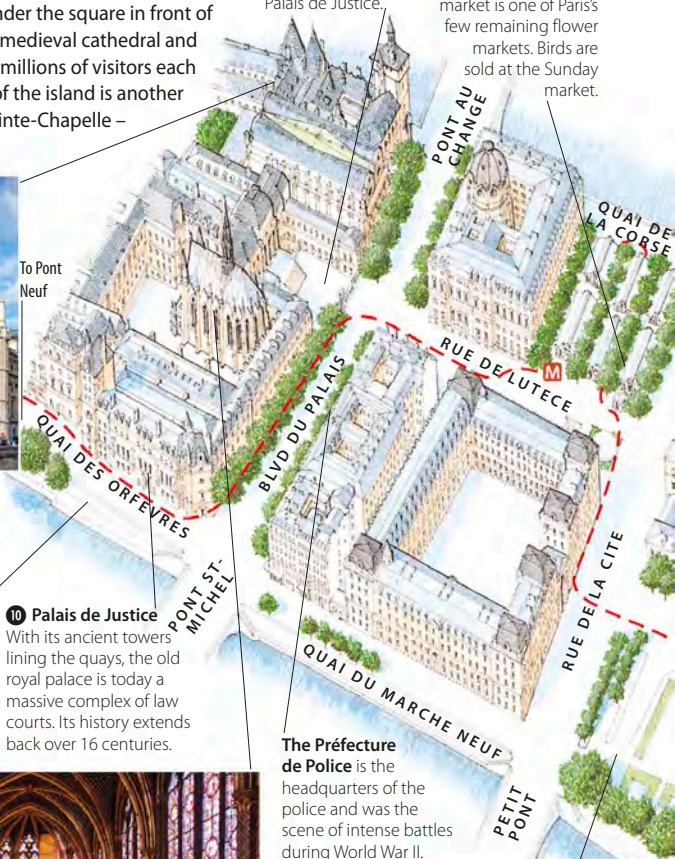 nder the square in front of
medieval cathedral and
millions of visitors each
of the island is another
inte-Chapelle –
Palais de Justice.
market is one of Paris's
few remaining flower
markets. Birds are
sold at the Sunday
market.
PONT AU
CHANGE
QUAI DE
LA CORSE
To Pont
Neuf
RUE DE LUTECE
M
BLVD DU PALAIS
QUAI DES ORFEVRES
PONT ST-
MICHEL
RUE DE LA CITE
QUAI DU MARCHE NEUF
PETIT
PONT
10 Palais de Justice
With its ancient towers
lining the quays, the old
royal palace is today a
massive complex of law
courts. Its history extends
back over 16 centuries.
The Préfecture
de Police is the
headquarters of the
police and was the
scene of intense battles
during World War II.